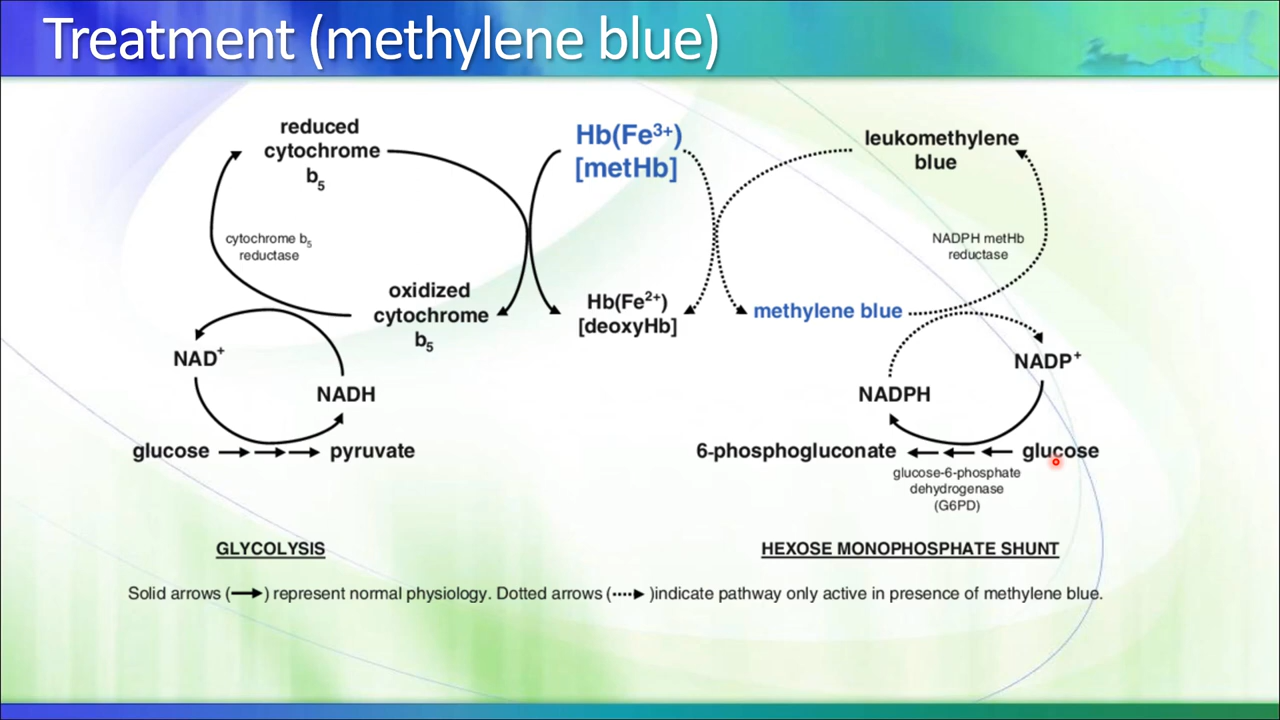 Treatment (methylene blue)
reduced
cytochrome
b5
Hb(Fe3+)
[metHb]
leukomethylene
blue
cytochrome b5
reductase
NADPH metHb
reductase
oxidized
cytochrome
b5
Hb(Fe2+)
[deoxyHb]
methylene blue
NAD+
NADH
NADPH
NADP+
glucose
pyruvate
6-phosphogluconate
glucose
glucose-6-phosphate
dehydrogenase
(G6PD)
GLYCOLYSIS
HEXOSE MONOPHOSPHATE SHUNT
Solid arrows (→) represent normal physiology. Dotted arrows (····▸ )indicate pathway only active in presence of methylene blue.